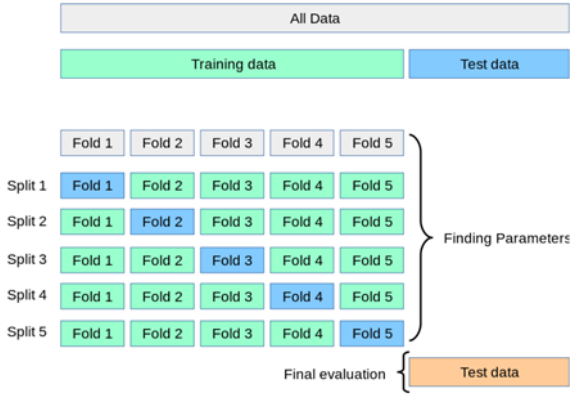 All Data
Training data Test data
Fold 1 Fold 2 Fold 3 Fold 4 Fold 5
Split 1 Fold 1 Fold 2 Fold 3 Fold 4 Fold 5
Split 2 Fold 1 Fold 2 Fold 3 Fold 4 Fold 5
Finding Parameters
Split 3 Fold 1 Fold 2 Fold 3 Fold 4 Fold 5
Split 4 Fold 1 Fold 2 Fold 3 Fold 4 Fold 5
Split 5 Fold 1 Fold 2 Fold 3 Fold 4 Fold 5
Final evaluation Test data